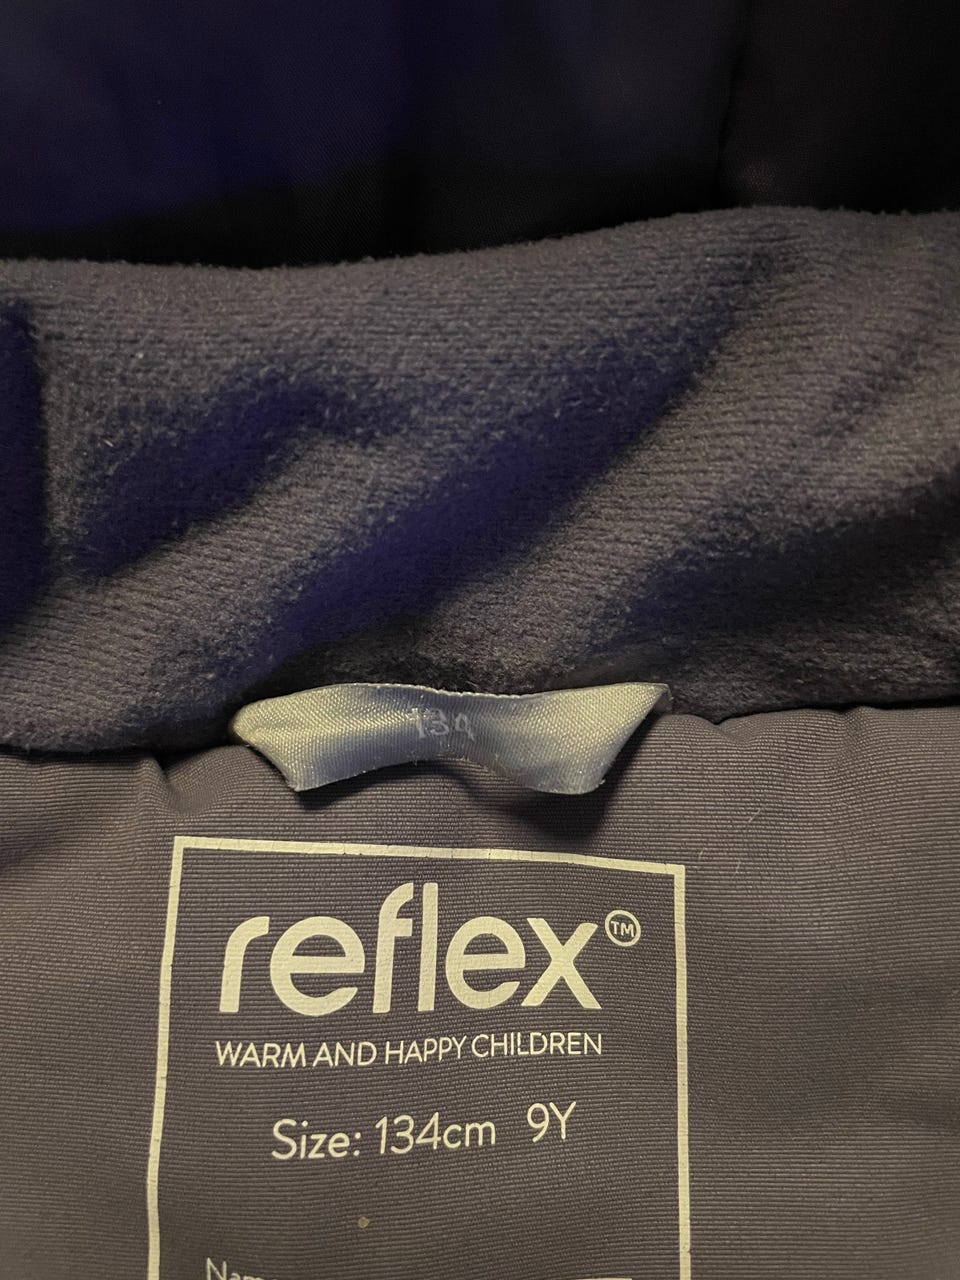 134
reflex™
WARM AND HAPPY CHILDREN
Size: 134cm 9Y